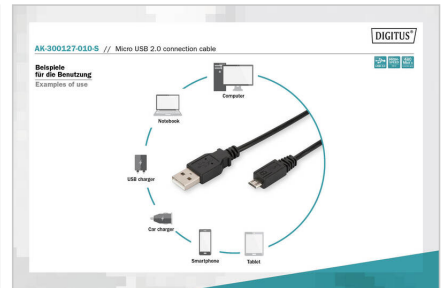 DIGITUS®
AK-300127-010-S // Micro USB 2.0 connection cable
Beispiele
für die Benutzung
Examples of use
Computer
Notebook
USB charger
Car charger
Smartphone
Tablet